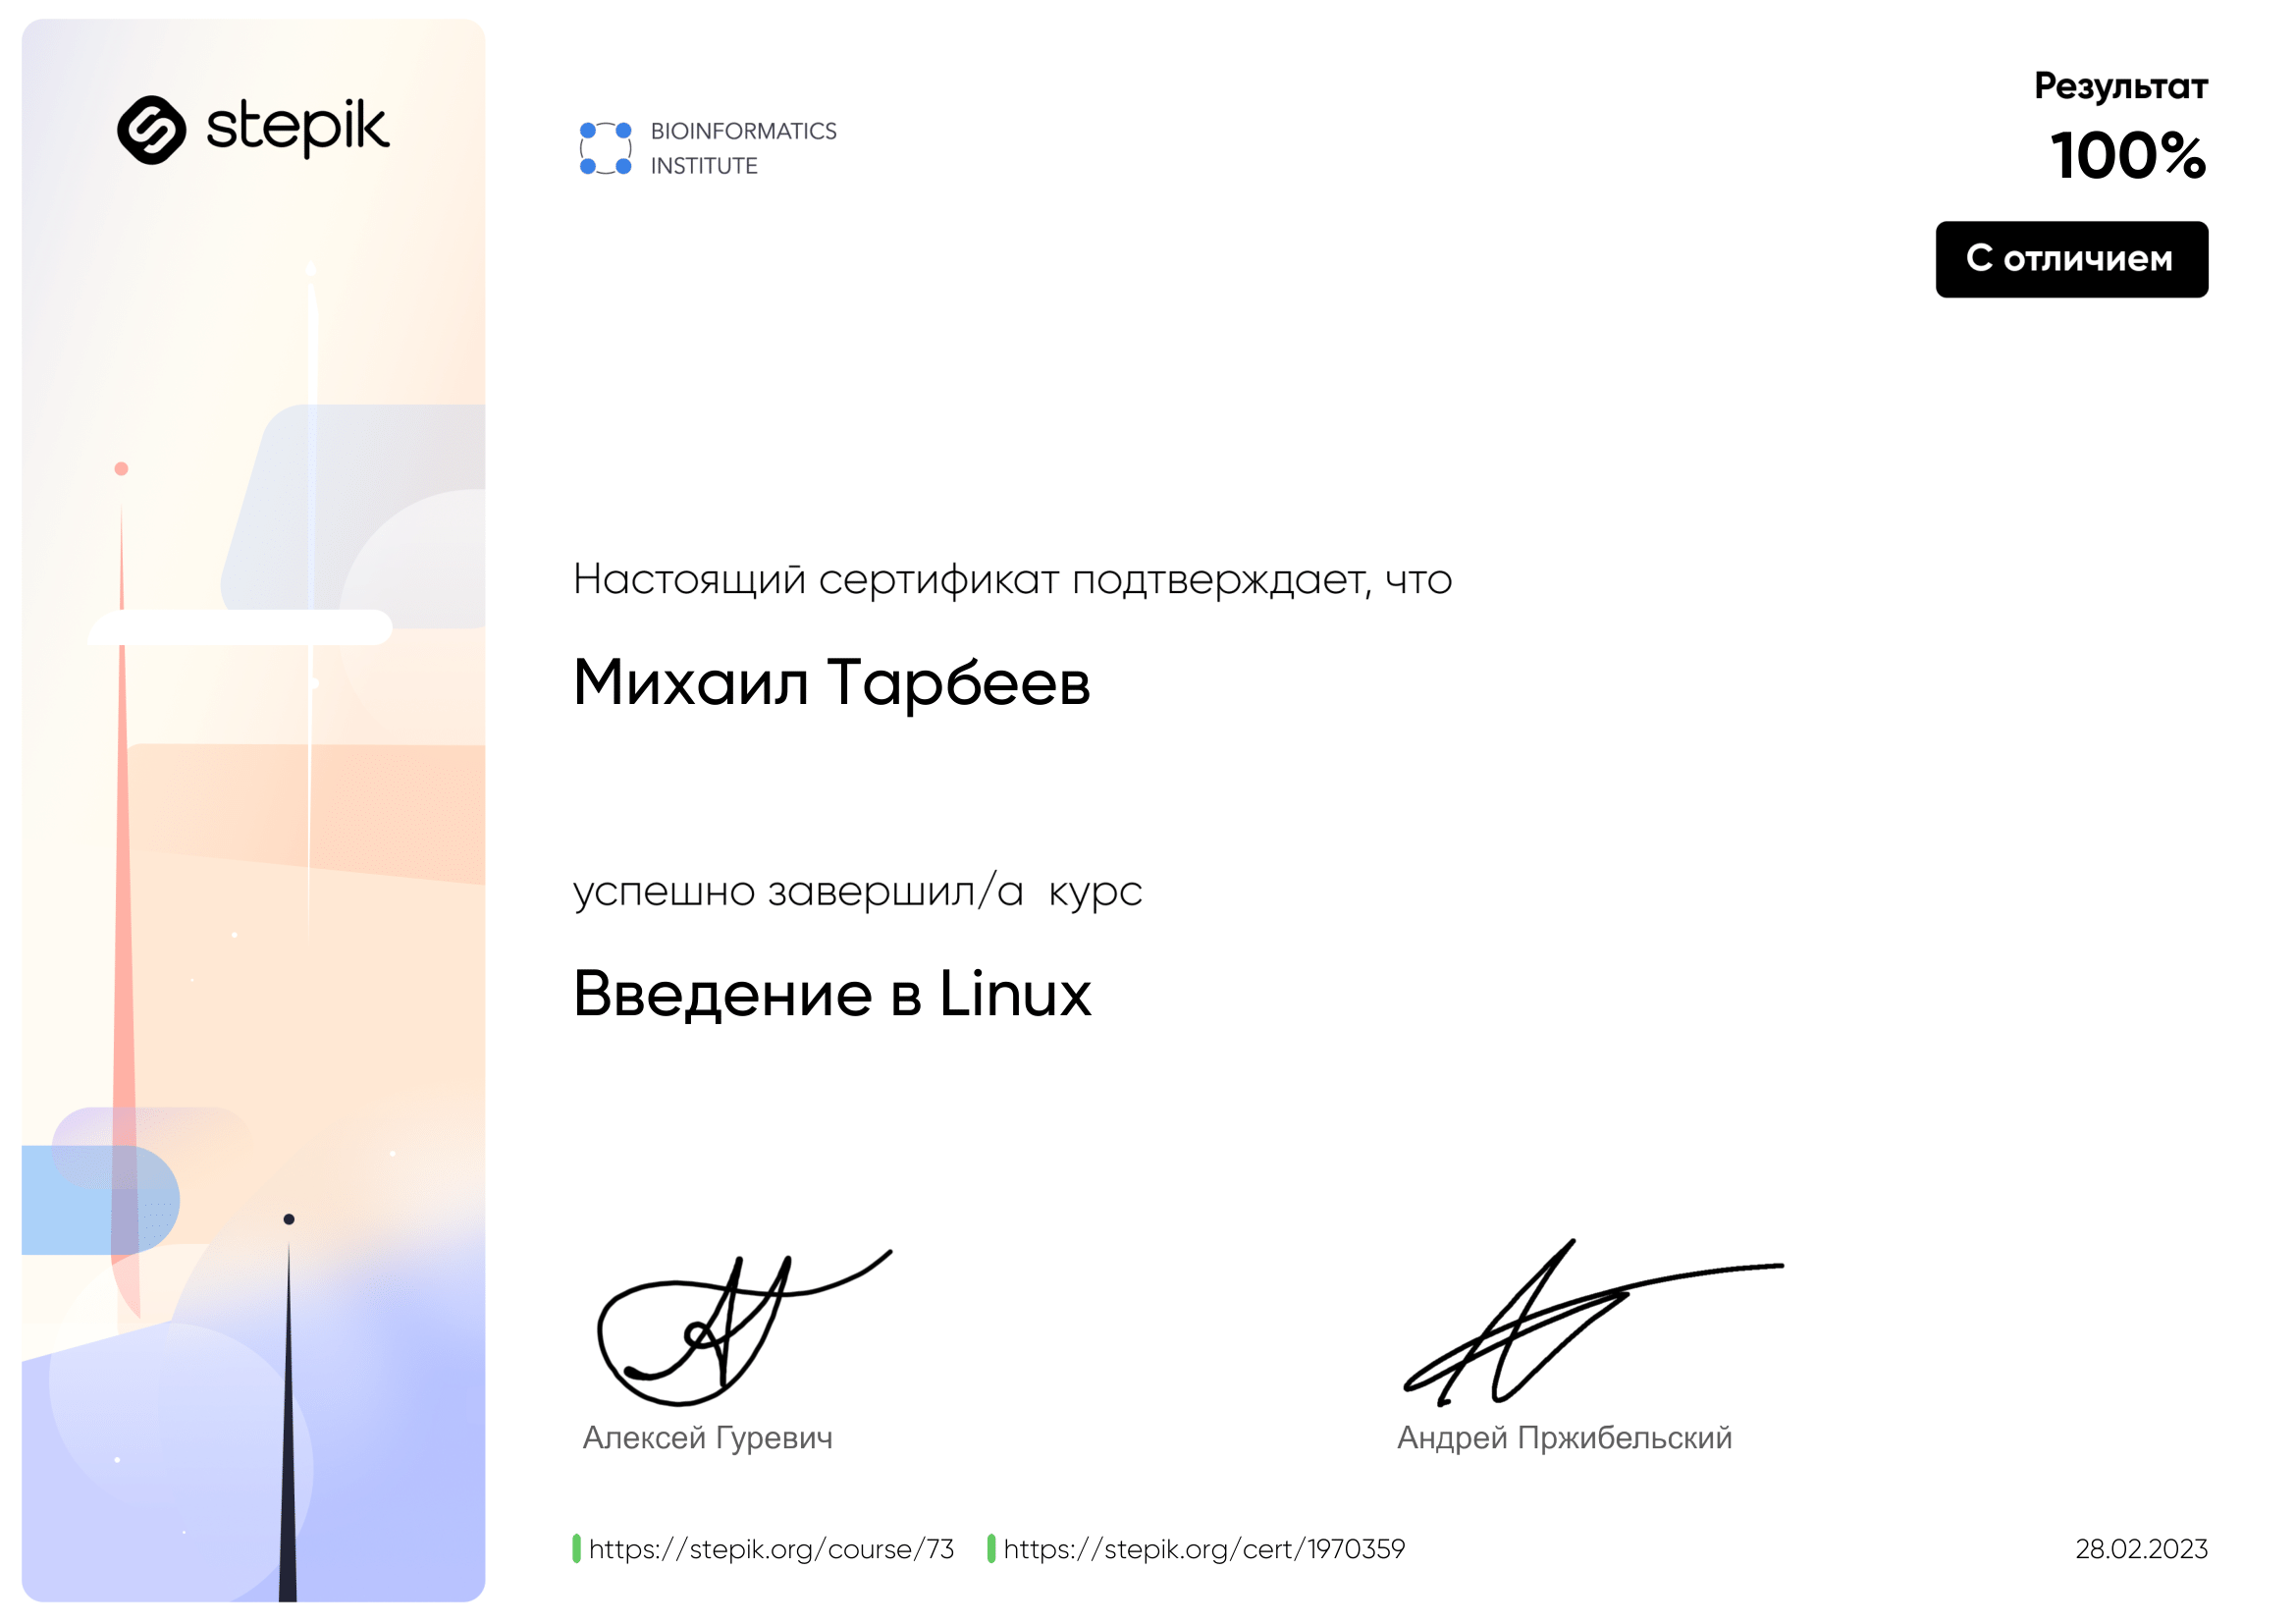 stepik
BIOINFORMATICS
INSTITUTE
Результат
100%
С отличием
Настоящий сертификат подтверждает, что
Михаил Тарбеев
успешно завершил/а курс
Введение в Linux
Алексей Гуревич
Андрей Пржибельский
https://stepik.org/course/73
https://stepik.org/cert/1970359
28.02.2023